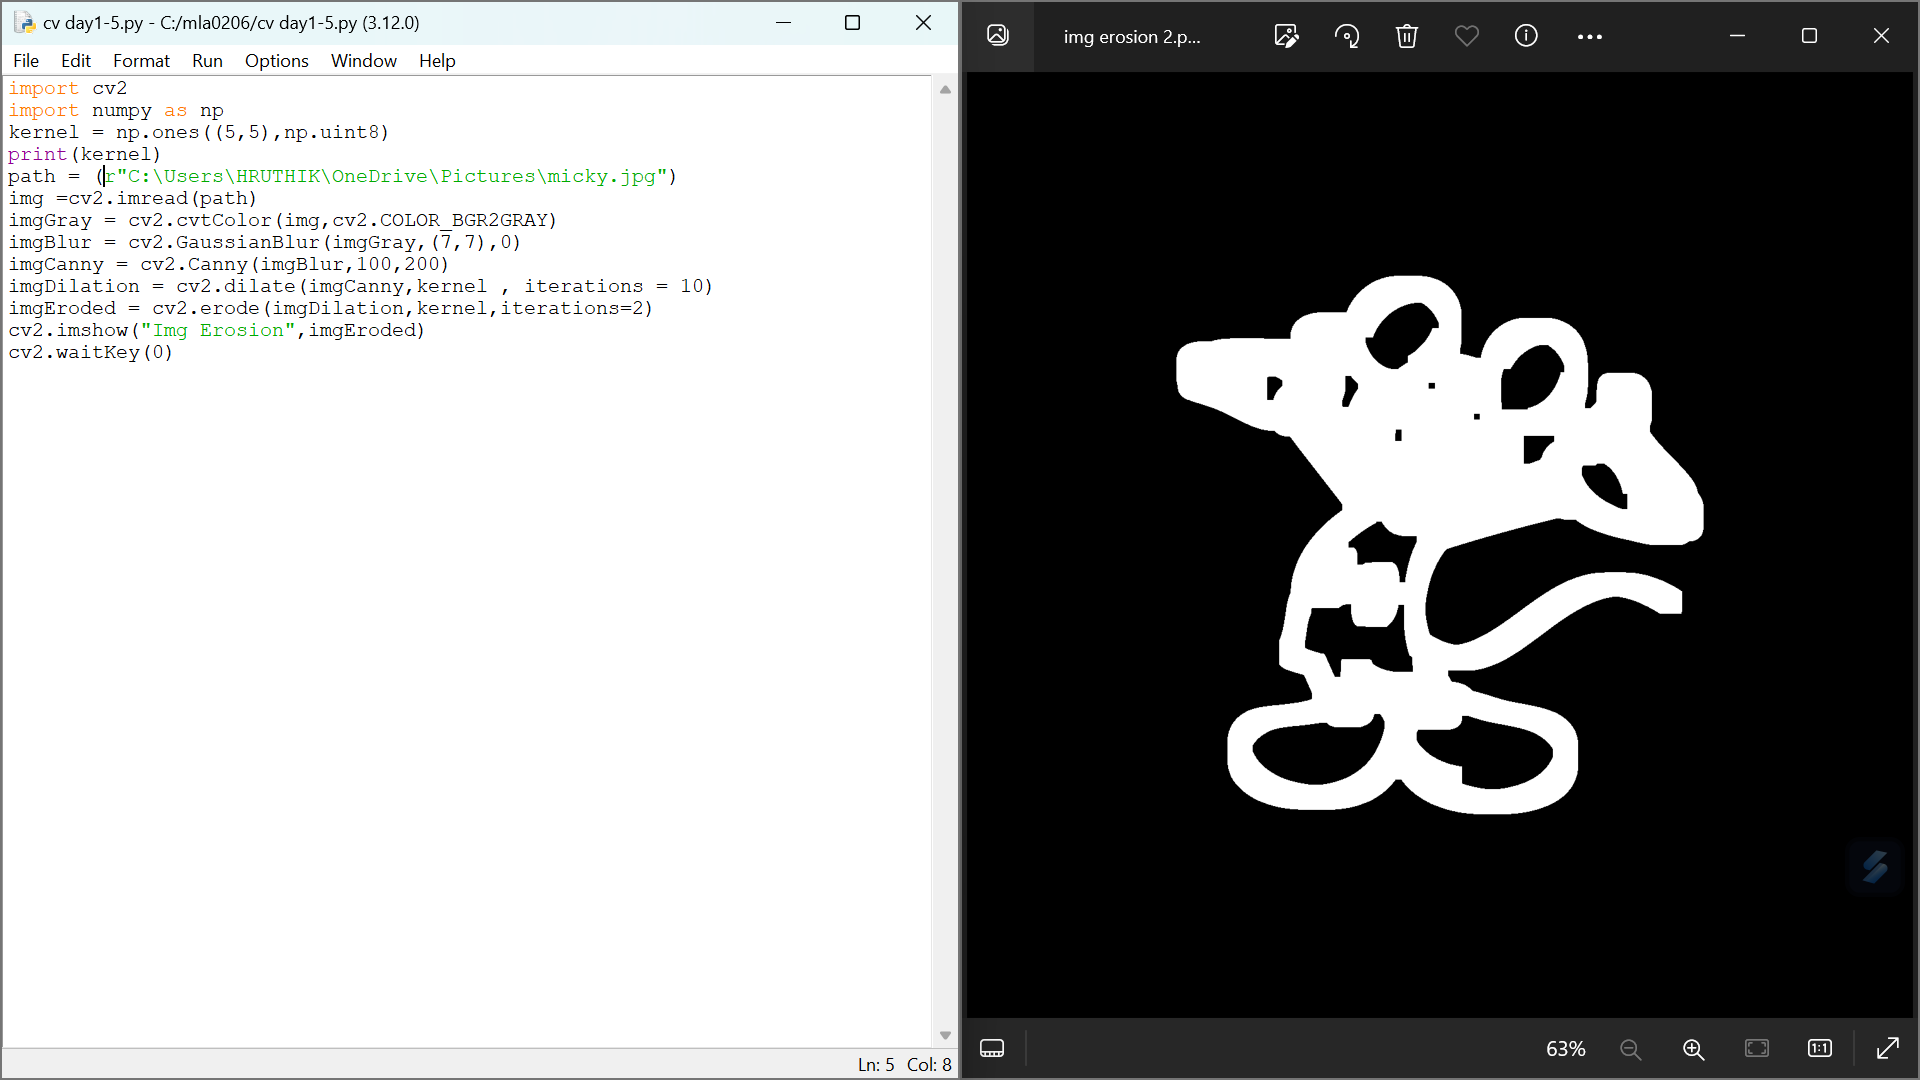 cv day1-5.py - C:/mla0206/cv day1-5.py (3.12.0)
File Edit Format Run Options Window Help
import cv2
import numpy as np
kernel = np.ones((5,5),np.uint8)
print(kernel)
path = (r"C:\Users\HRUTHIK\OneDrive\Pictures\micky.jpg")
img =cv2.imread(path)
imgGray = cv2.cvtColor(img,cv2.COLOR_BGR2GRAY)
imgBlur = cv2.GaussianBlur(imgGray,(7,7),0)
imgCanny = cv2.Canny(imgBlur,100,200)
imgDilation = cv2.dilate(imgCanny,kernel , iterations = 10)
imgEroded = cv2.erode(imgDilation,kernel,iterations=2)
cv2.imshow("Img Erosion",imgEroded)
cv2.waitKey(0)
Ln: 5 Col: 8
img erosion 2.p...
63%
1:1